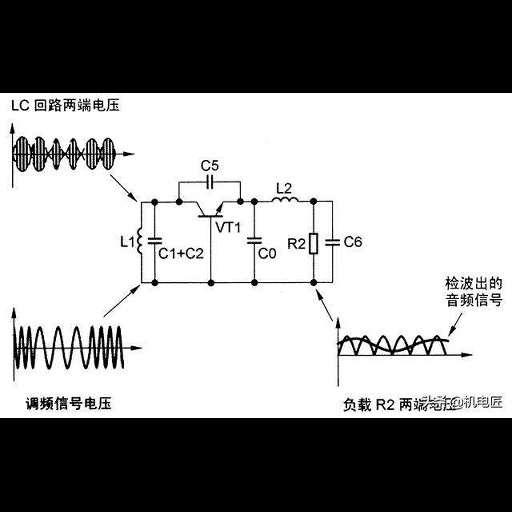 LC 回路两端电压
C5
L2
VT1
L1
C1+C2
C0
R2
C6
检波出的
音频信号
调频信号电压
负载 R2 两端电压
头条@机电匠